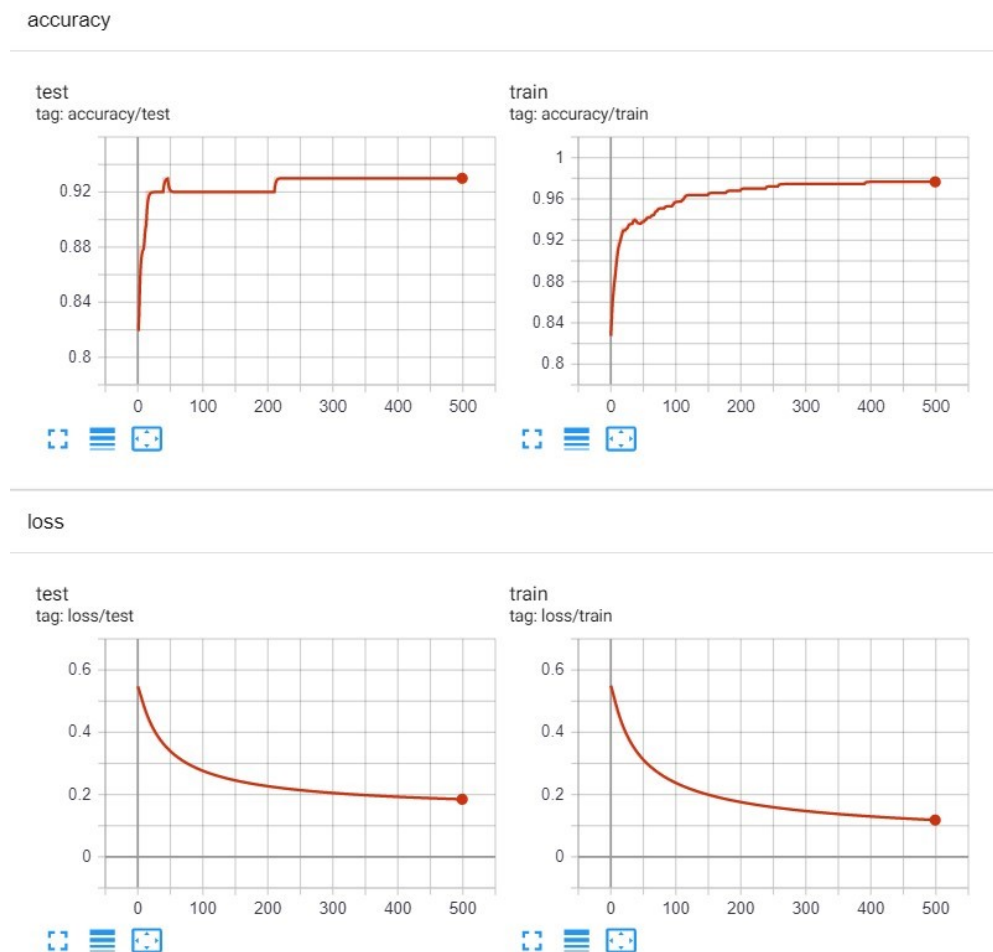 accuracy
test
tag: accuracy/test
0.92
0.88
0.84
0.8
0 100 200 300 400 500
train
tag: accuracy/train
1
0.96
0.92
0.88
0.84
0.8
0 100 200 300 400 500
loss
test
tag: loss/test
0.6
0.4
0.2
0
0 100 200 300 400 500
train
tag: loss/train
0.6
0.4
0.2
0
0 100 200 300 400 500